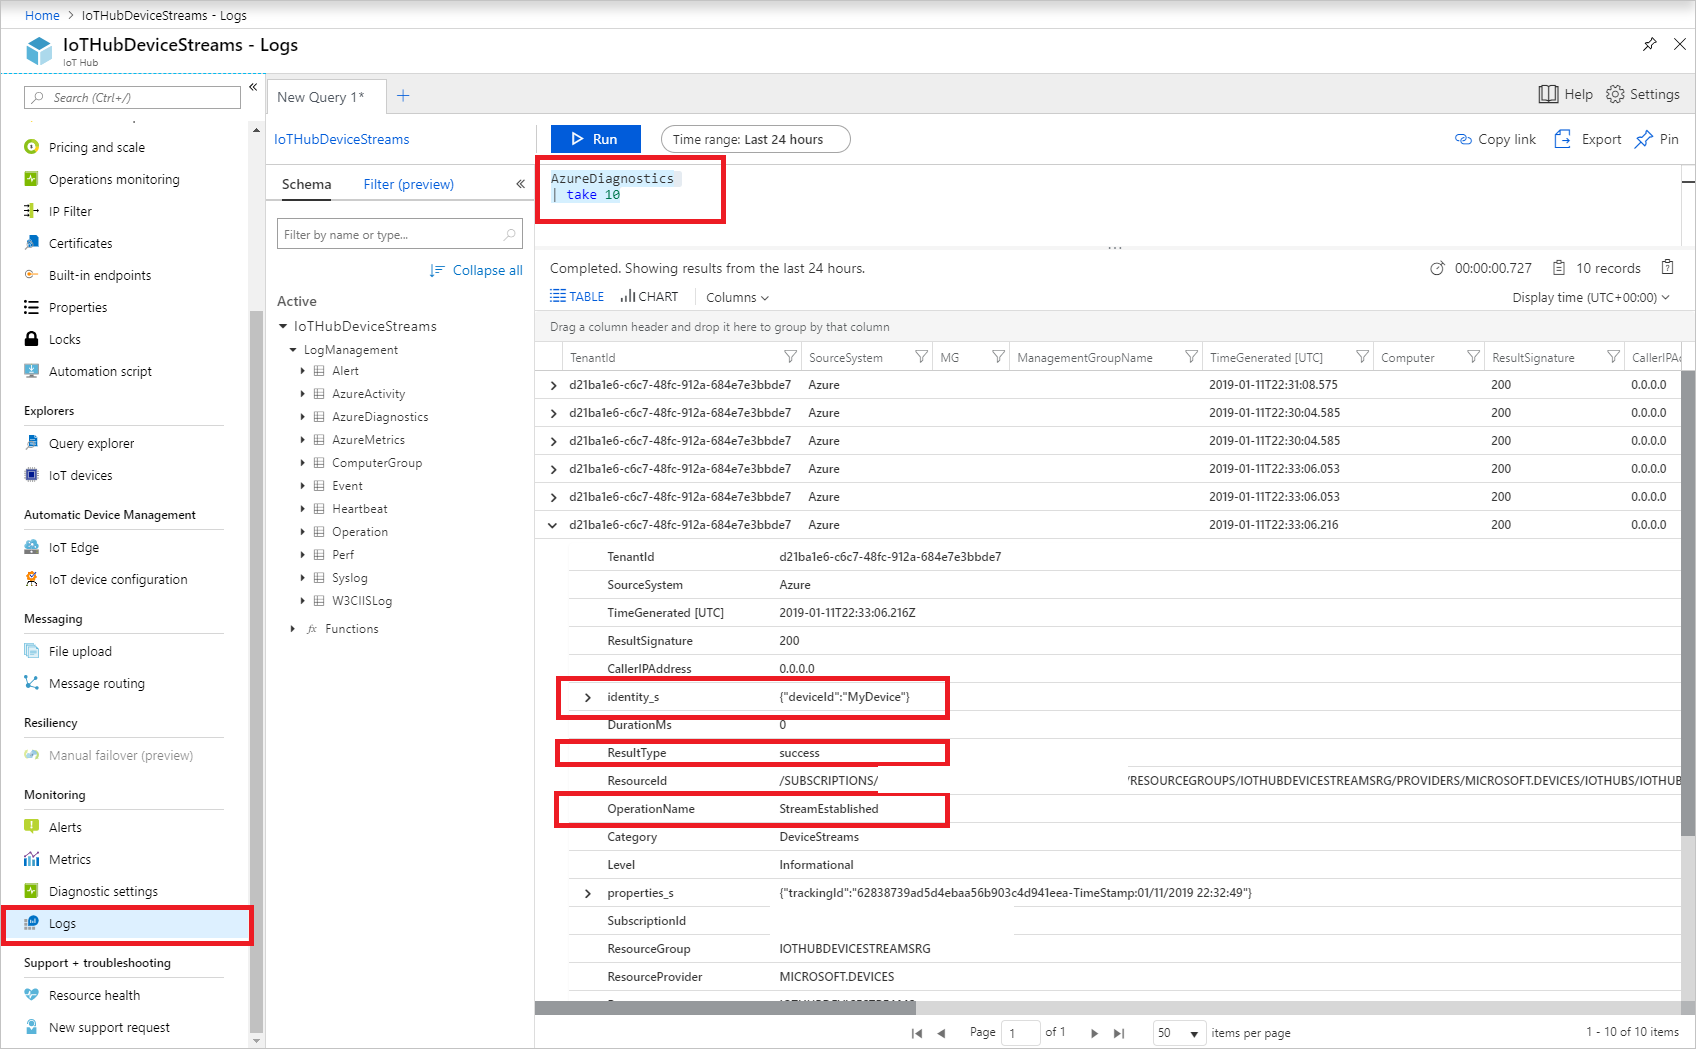 Home > IoTHubDeviceStreams - Logs
IoTHubDeviceStreams - Logs
IoT Hub
Search (Ctrl+/)
«
Pricing and scale
Operations monitoring
IP Filter
Certificates
Built-in endpoints
Properties
Locks
Automation script
Explorers
Query explorer
IoT devices
Automatic Device Management
IoT Edge
IoT device configuration
Messaging
File upload
Message routing
Resiliency
Manual failover (preview)
Monitoring
Alerts
Metrics
Diagnostic settings
Logs
Support + troubleshooting
Resource health
New support request
New Query 1* +
Help Settings
IoTHubDeviceStreams
Run Time range: Last 24 hours
Copy link Export Pin
Schema Filter (preview) «
Filter by name or type...
Collapse all
Active
IoTHubDeviceStreams
LogManagement
Alert
AzureActivity
AzureDiagnostics
AzureMetrics
ComputerGroup
Event
Heartbeat
Operation
Perf
Syslog
W3CIISLog
fx Functions
AzureDiagnostics
| take 10
...
Completed. Showing results from the last 24 hours. 00:00:00.727 10 records
TABLE CHART Columns Display time (UTC+00:00)
Drag a column header and drop it here to group by that column
TenantId SourceSystem MG ManagementGroupName TimeGenerated [UTC] Computer ResultSignature CallerIPAd
d21ba1e6-c6c7-48fc-912a-684e7e3bbde7 Azure 2019-01-11T22:31:08.575 200 0.0.0.0
d21ba1e6-c6c7-48fc-912a-684e7e3bbde7 Azure 2019-01-11T22:30:04.585 200 0.0.0.0
d21ba1e6-c6c7-48fc-912a-684e7e3bbde7 Azure 2019-01-11T22:30:04.585 200 0.0.0.0
d21ba1e6-c6c7-48fc-912a-684e7e3bbde7 Azure 2019-01-11T22:33:06.053 200 0.0.0.0
d21ba1e6-c6c7-48fc-912a-684e7e3bbde7 Azure 2019-01-11T22:33:06.053 200 0.0.0.0
d21ba1e6-c6c7-48fc-912a-684e7e3bbde7 Azure 2019-01-11T22:33:06.216 200 0.0.0.0
TenantId d21ba1e6-c6c7-48fc-912a-684e7e3bbde7
SourceSystem Azure
TimeGenerated [UTC] 2019-01-11T22:33:06.216Z
ResultSignature 200
CallerIPAddress 0.0.0.0
identity_s {"deviceId":"MyDevice"}
DurationMs 0
ResultType success
ResourceId /SUBSCRIPTIONS/ /RESOURCEGROUPS/IOTHUBDEVICESTREAMSRG/PROVIDERS/MICROSOFT.DEVICES/IOTHUBS/IOTHUB
OperationName StreamEstablished
Category DeviceStreams
Level Informational
properties_s {"trackingId":"62838739ad5d4ebaa56b903c4d941eea-TimeStamp:01/11/2019 22:32:49"}
SubscriptionId
ResourceGroup IOTHUBDEVICESTREAMSRG
ResourceProvider MICROSOFT.DEVICES
Page 1 of 1 50 items per page 1 - 10 of 10 items